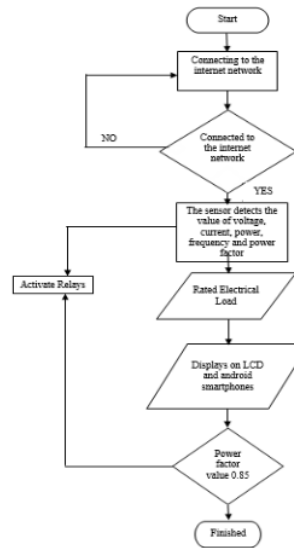 Start
Connecting to the
internet network
NO
Connected to
the internet
network
YES
The sensor detects the
value of voltage,
current, power,
frequency and power
factor
Activate Relays
Rated Electrical
Load
Displays on LCD
and android
smartphones
Power
factor
value 0.85
Finished